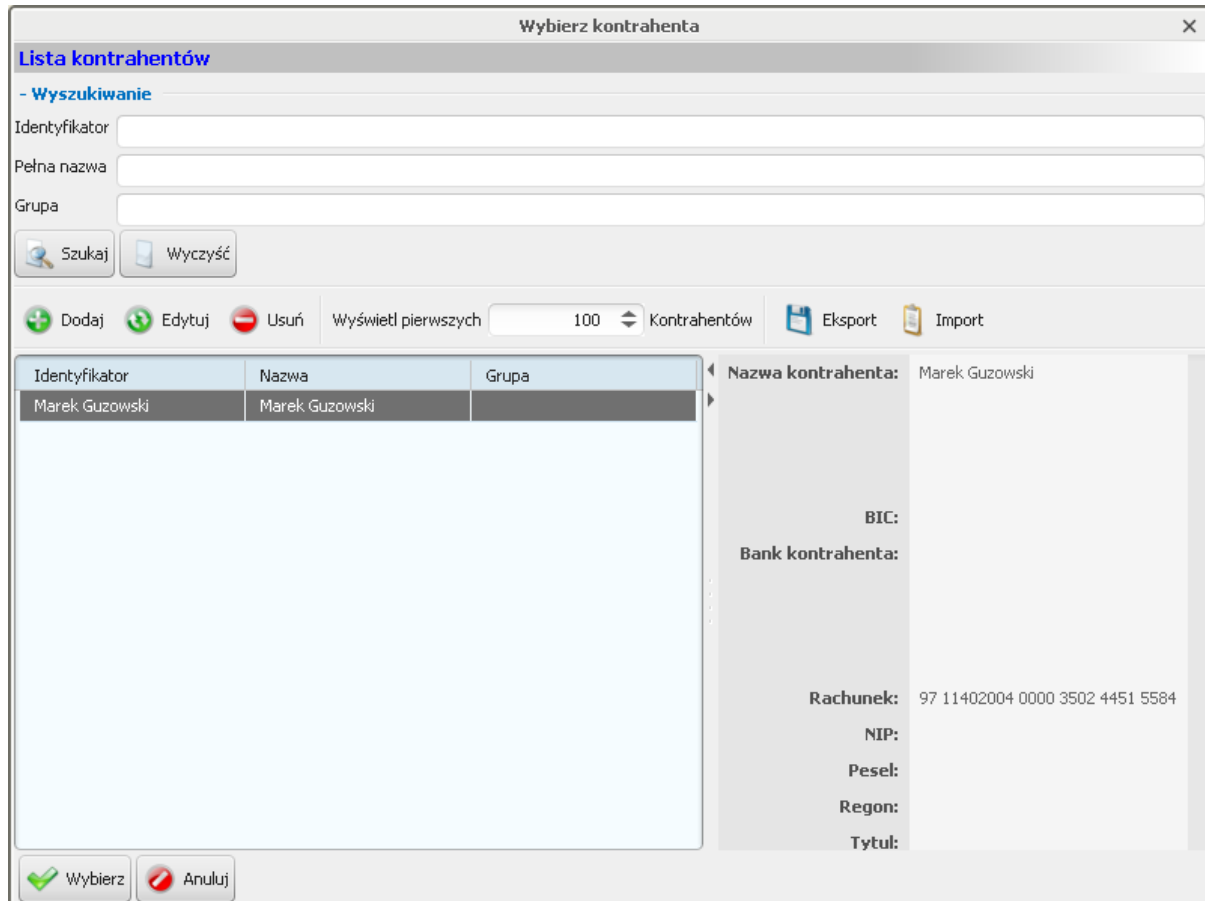 Wybierz kontrahenta
Lista kontrahentów
- Wyszukiwanie
Identyfikator
Pełna nazwa
Grupa
Szukaj Wyczyść
Dodaj Edytuj Usuń Wyświetl pierwszych 100 Kontrahentów Eksport Import
Identyfikator Nazwa Grupa
Marek Guzowski Marek Guzowski
Nazwa kontrahenta: Marek Guzowski
BIC:
Bank kontrahenta:
Rachunek: 97 11402004 0000 3502 4451 5584
NIP:
Pesel:
Regon:
Tytul:
Wybierz Anuluj